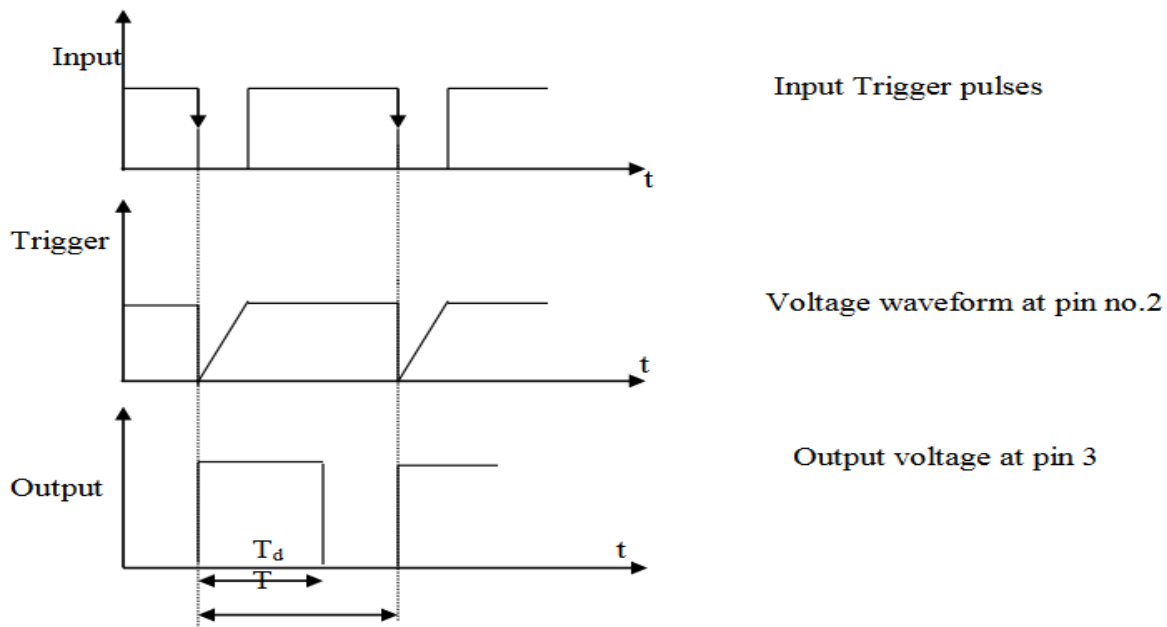 Input
Input Trigger pulses
t
Trigger
Voltage waveform at pin no.2
t
Output voltage at pin 3
Output
t
Td
T